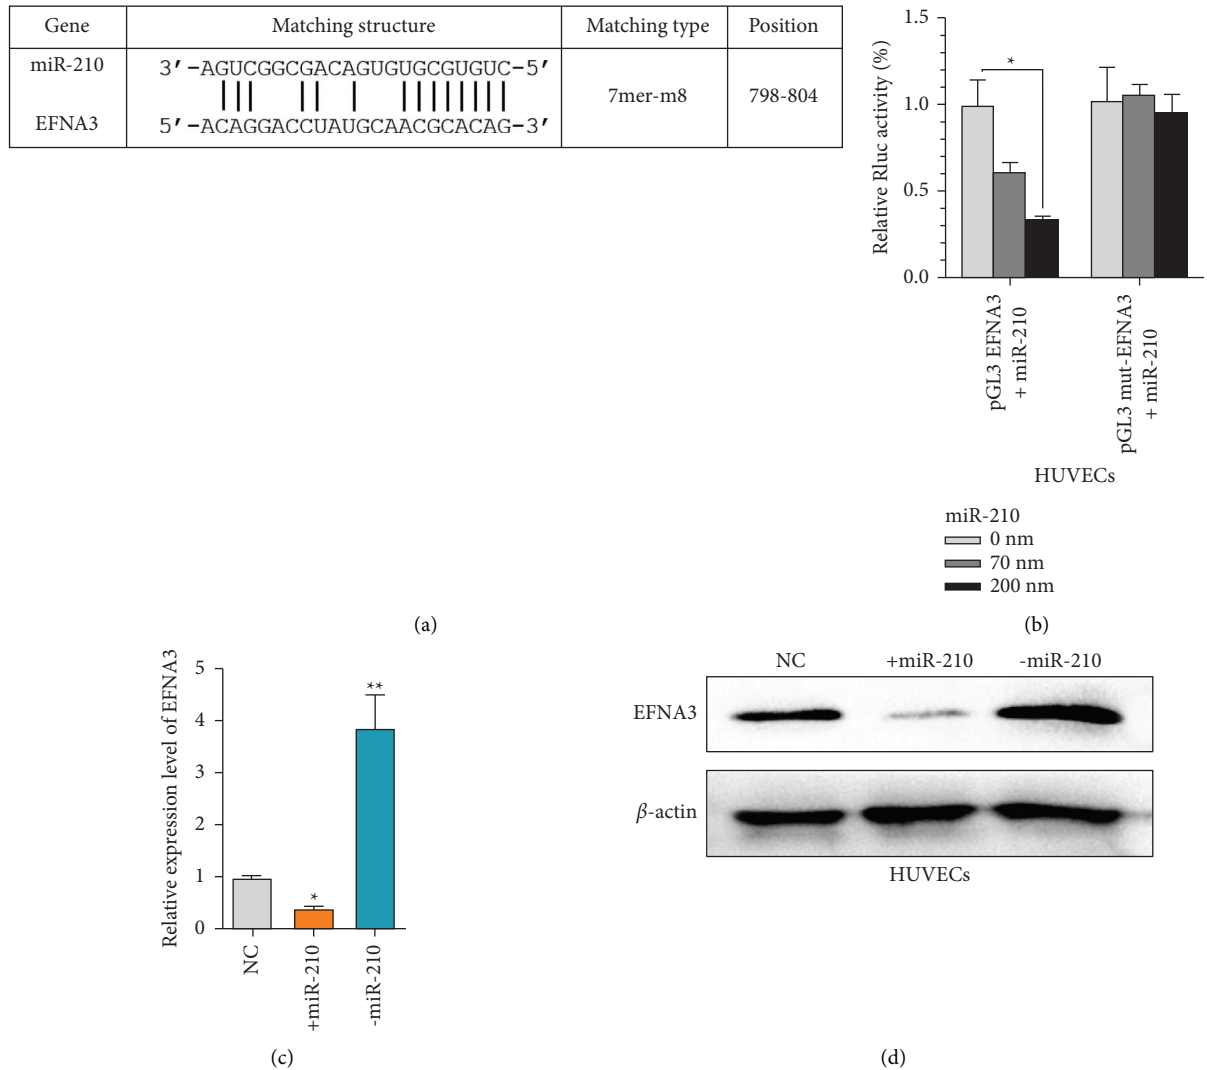 Gene Matching structure Matching type Position
miR-210 3′-AGUCGGCGACAGUGUGCGUGUC-5′
7mer-m8 798-804
EFNA3 5′-ACAGGACCUAUGCAACGCACAG-3′
(a)
Relative Rluc activity (%)
1.5
1.0
0.5
0.0
*
pGL3 EFNA3
+ miR-210
pGL3 mut-EFNA3
+ miR-210
HUVECs
miR-210
0 nm
70 nm
200 nm
(b)
Relative expression level of EFNA3
5
4
3
2
1
0
*
**
NC
+miR-210
-miR-210
(c)
NC +miR-210 -miR-210
EFNA3
β-actin
HUVECs
(d)